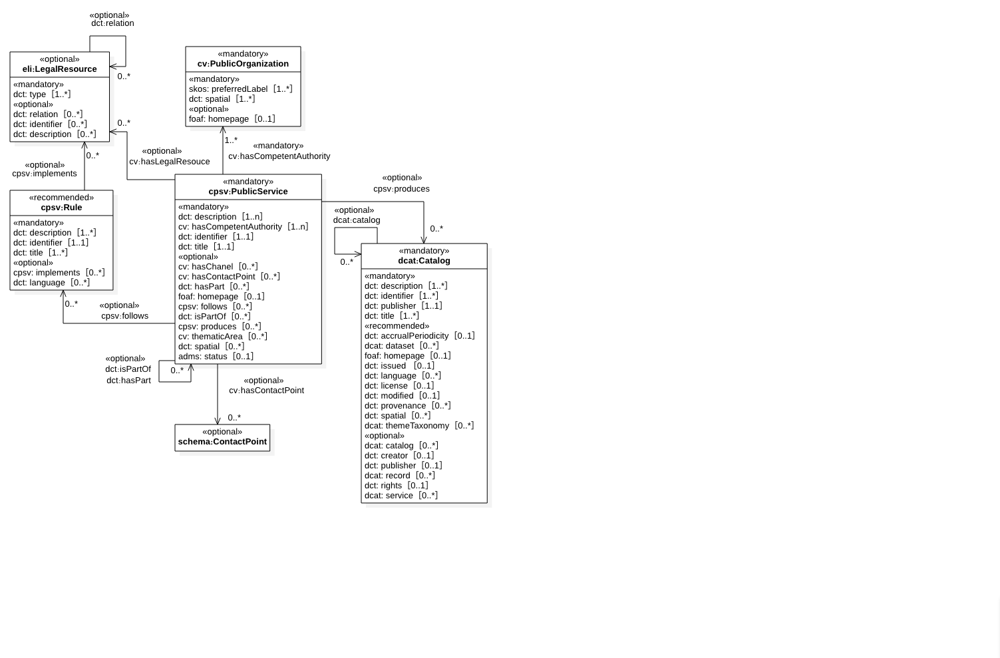 «optional»
dct:relation
«optional»
eli:LegalResource
«mandatory»
dct: type [1..*]
«optional»
dct: relation [0..*]
dct: identifier [0..*]
dct: description [0..*]
0..*
0..*
«mandatory»
cv:PublicOrganization
«mandatory»
skos: preferredLabel [1..*]
dct: spatial [1..*]
«optional»
foaf: homepage [0..1]
1..*
«mandatory»
cv:hasCompetentAuthority
«optional»
cv:hasLegalResouce
0..*
«optional»
cpsv:implements
«recommended»
cpsv:Rule
«mandatory»
dct: description [1..*]
dct: identifier [1..1]
dct: title [1..*]
«optional»
cpsv: implements [0..*]
dct: language [0..*]
0..*
«optional»
cpsv:follows
«mandatory»
cpsv:PublicService
«mandatory»
dct: description [1..n]
cv: hasCompetentAuthority [1..n]
dct: identifier [1..1]
dct: title [1..1]
«optional»
cv: hasChanel [0..*]
cv: hasContactPoint [0..*]
dct: hasPart [0..*]
foaf: homepage [0..1]
cpsv: follows [0..*]
dct: isPartOf [0..*]
cpsv: produces [0..*]
cv: thematicArea [0..*]
dct: spatial [0..*]
adms: status [0..1]
«optional»
dct:isPartOf
dct:hasPart
0..*
«optional»
cv:hasContactPoint
0..*
«optional»
schema:ContactPoint
«optional»
cpsv:produces
0..*
«optional»
dcat:catalog
0..*
«mandatory»
dcat:Catalog
«mandatory»
dct: description [1..*]
dct: identifier [1..*]
dct: publisher [1..1]
dct: title [1..*]
«recommended»
dct: accrualPeriodicity [0..1]
dcat: dataset [0..*]
foaf: homepage [0..1]
dct: issued [0..1]
dct: language [0..*]
dct: license [0..1]
dct: modified [0..1]
dct: provenance [0..*]
dct: spatial [0..*]
dcat: themeTaxonomy [0..*]
«optional»
dcat: catalog [0..*]
dct: creator [0..1]
dct: publisher [0..1]
dcat: record [0..*]
dct: rights [0..1]
dcat: service [0..*]